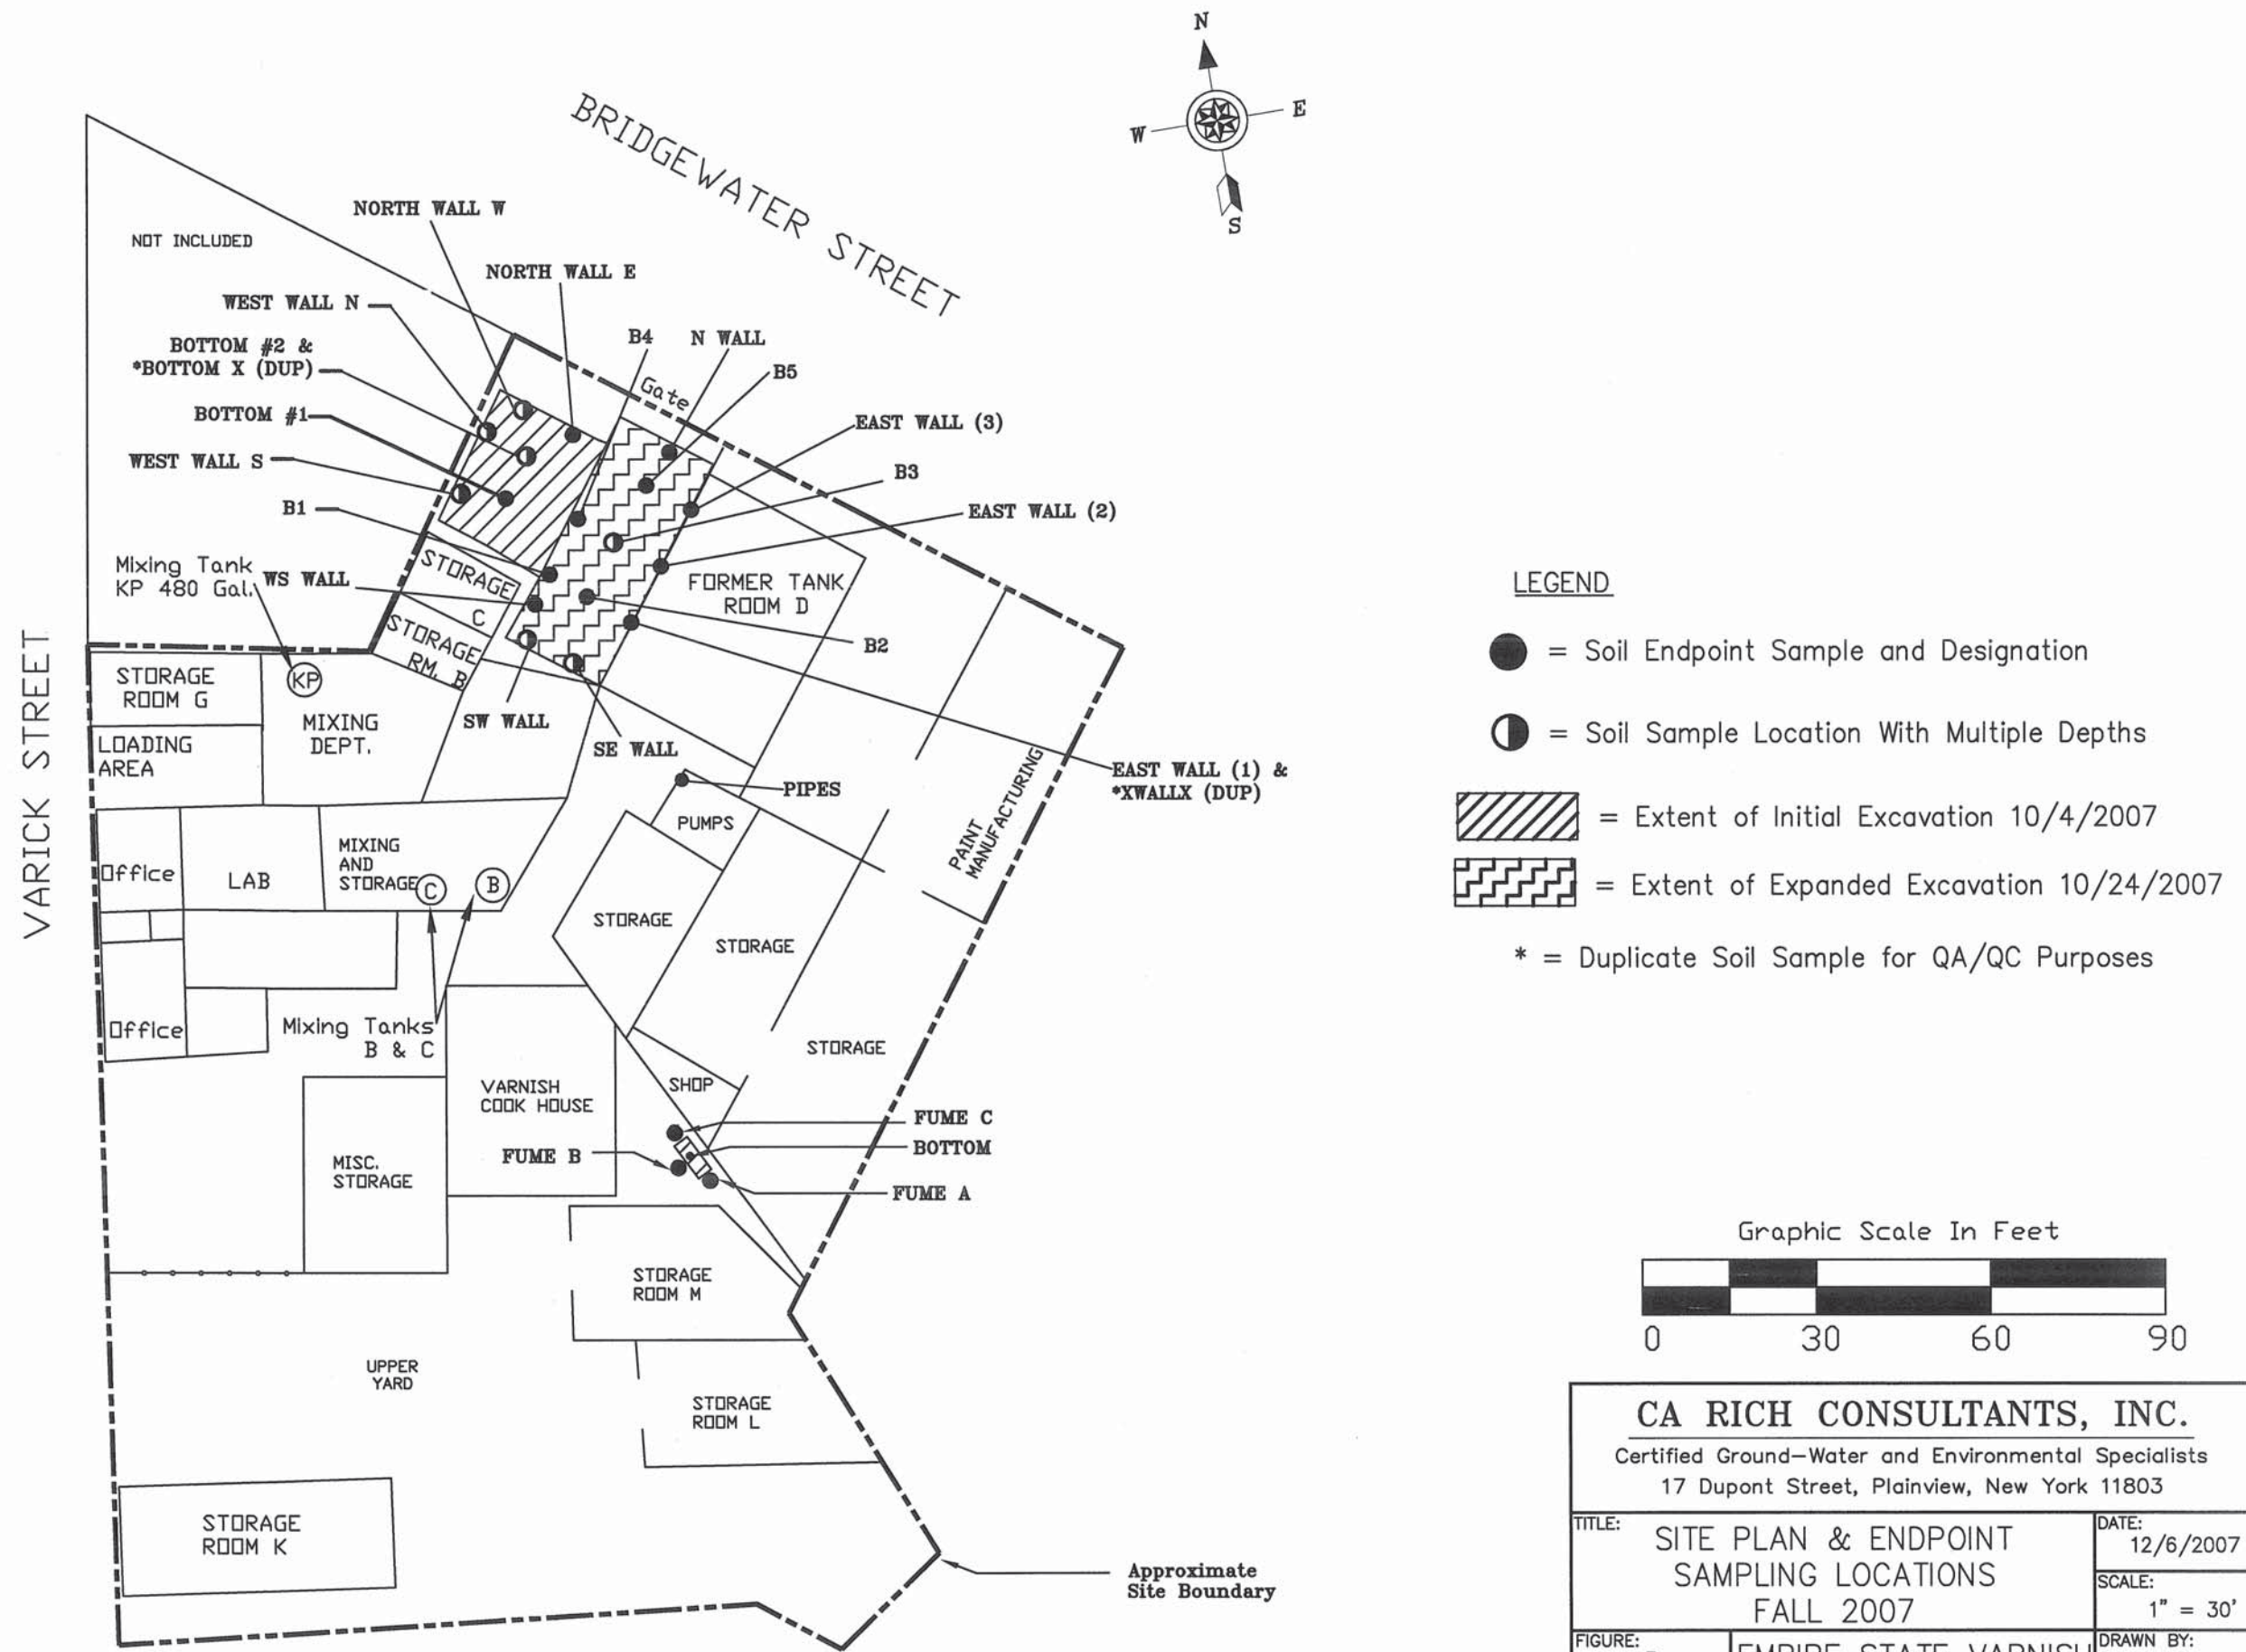 N
W
E
S
BRIDGEWATER STREET
NORTH WALL W
NOT INCLUDED
NORTH WALL E
WEST WALL N
BOTTOM #2 &
*BOTTOM X (DUP)
B4
N WALL
B5
Gate
BOTTOM #1
EAST WALL (3)
WEST WALL S
B3
B1
EAST WALL (2)
Mixing Tank
KP 480 Gal.
WS WALL
STORAGE
C
FORMER TANK
ROOM D
STORAGE
RM. B
B2
VARICK STREET
STORAGE
ROOM G
KP
MIXING
DEPT.
SW WALL
SE WALL
LOADING
AREA
EAST WALL (1) &
*XWALLX (DUP)
PIPES
PUMPS
PAINT
MANUFACTURING
Office
LAB
MIXING
AND
STORAGE
C
B
STORAGE
STORAGE
Office
Mixing Tanks
B & C
STORAGE
VARNISH
COOK HOUSE
SHOP
FUME C
BOTTOM
FUME B
FUME A
MISC.
STORAGE
STORAGE
ROOM M
UPPER
YARD
STORAGE
ROOM L
STORAGE
ROOM K
Approximate
Site Boundary
LEGEND
= Soil Endpoint Sample and Designation
= Soil Sample Location With Multiple Depths
= Extent of Initial Excavation 10/4/2007
= Extent of Expanded Excavation 10/24/2007
* = Duplicate Soil Sample for QA/QC Purposes
Graphic Scale In Feet
0 30 60 90
CA RICH CONSULTANTS, INC.
Certified Ground-Water and Environmental Specialists
17 Dupont Street, Plainview, New York 11803
TITLE:
SITE PLAN & ENDPOINT
SAMPLING LOCATIONS
FALL 2007
DATE:
12/6/2007
SCALE:
1" = 30'
FIGURE:
EMPIRE STATE VARNISH
DRAWN BY: